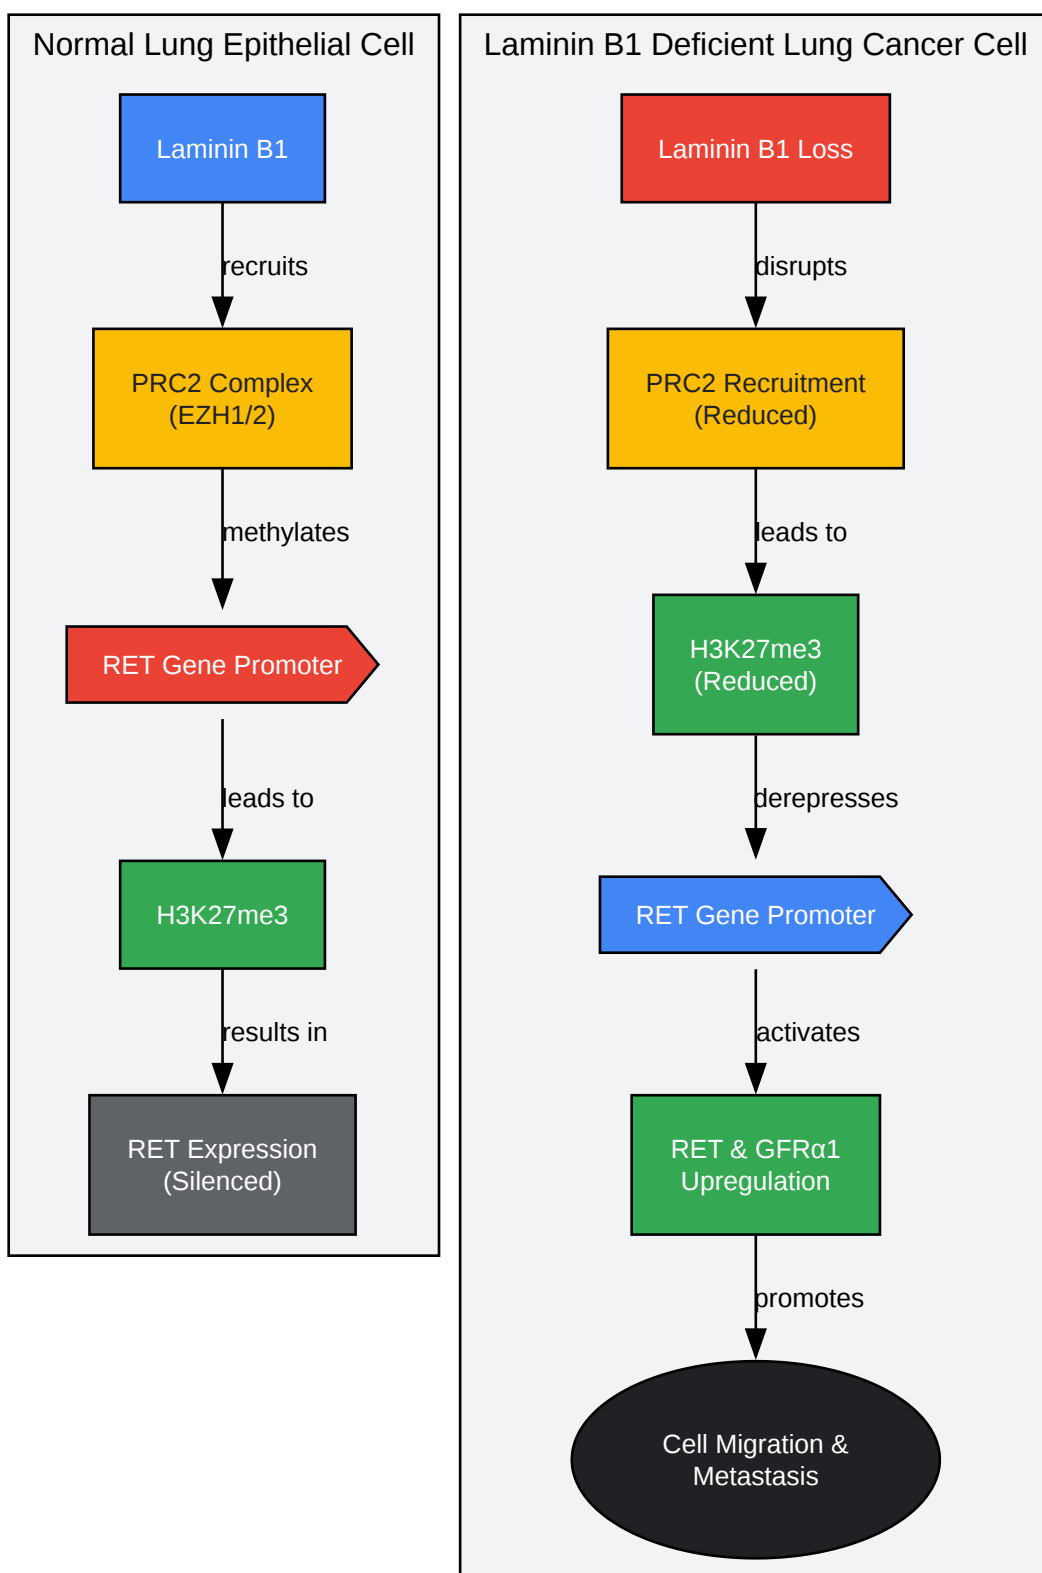 Normal Lung Epithelial Cell
Laminin B1
recruits
PRC2 Complex
(EZH1/2)
methylates
RET Gene Promoter
leads to
H3K27me3
results in
RET Expression
(Silenced)
Laminin B1 Deficient Lung Cancer Cell
Laminin B1 Loss
disrupts
PRC2 Recruitment
(Reduced)
leads to
H3K27me3
(Reduced)
derepresses
RET Gene Promoter
activates
RET & GFRα1
Upregulation
promotes
Cell Migration &
Metastasis